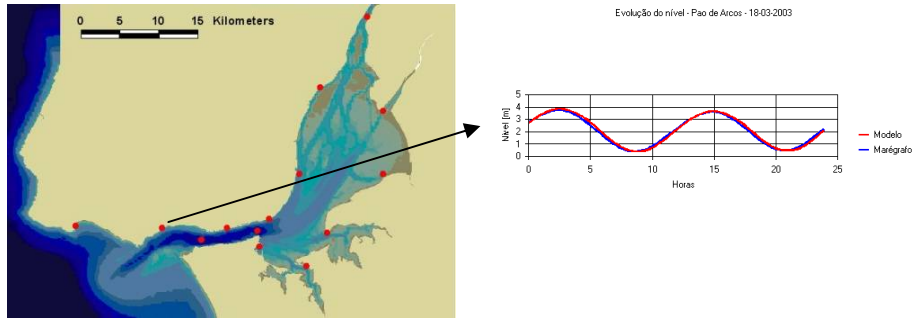 0 5 10 15 Kilometers
Evolução do nível - Pao de Arcos - 18-03-2003
Nível [m]
5
4
3
2
1
0
0 5 10 15 20 25
Horas
Modelo
Marégrafo